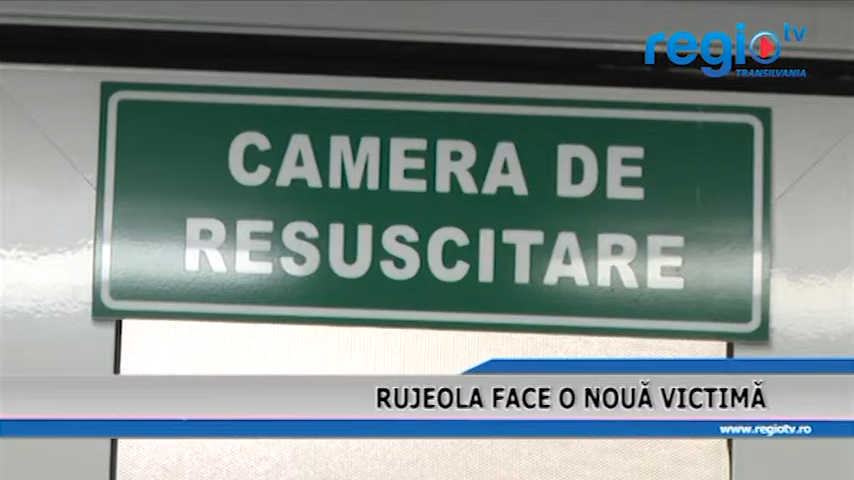 regio tv
TRANSILVANIA
CAMERA DE
RESUSCITARE
RUJEOLA FACE O NOUĂ VICTIMĂ
www.regiotv.ro